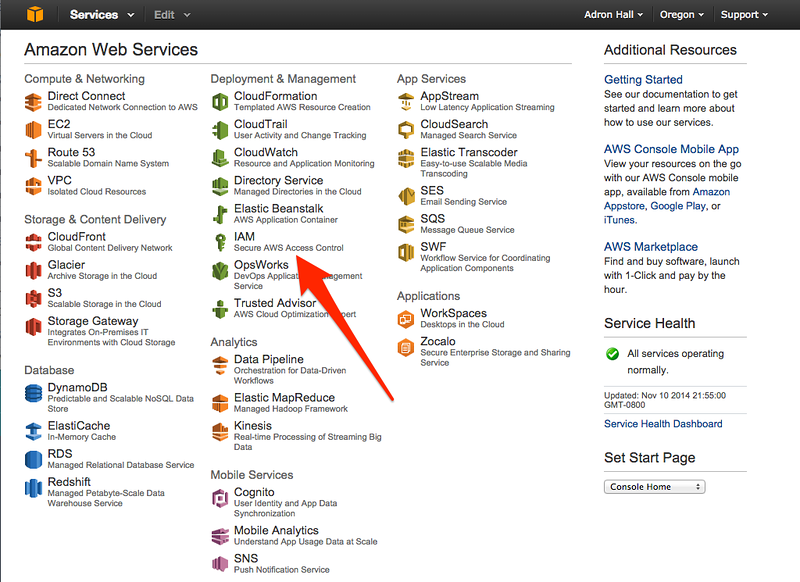 Services
Edit
Adron Hall
Oregon
Support
Amazon Web Services
Compute & Networking
Direct Connect
Dedicated Network Connection to AWS
EC2
Virtual Servers in the Cloud
Route 53
Scalable Domain Name System
VPC
Isolated Cloud Resources
Storage & Content Delivery
CloudFront
Global Content Delivery Network
Glacier
Archive Storage in the Cloud
S3
Scalable Storage in the Cloud
Storage Gateway
Integrates On-Premises IT
Environments with Cloud Storage
Database
DynamoDB
Predictable and Scalable NoSQL Data
Store
ElastiCache
In-Memory Cache
RDS
Managed Relational Database Service
Redshift
Managed Petabyte-Scale Data
Warehouse Service
Deployment & Management
CloudFormation
Templated AWS Resource Creation
CloudTrail
User Activity and Change Tracking
CloudWatch
Resource and Application Monitoring
Directory Service
Managed Directories in the Cloud
Elastic Beanstalk
AWS Application Container
IAM
Secure AWS Access Control
OpsWorks
DevOps Management
Service
Trusted Advisor
AWS Cloud Optimization
Analytics
Data Pipeline
Orchestration for Data-Driven
Workflows
Elastic MapReduce
Managed Hadoop Framework
Kinesis
Real-time Processing of Streaming Big
Data
Mobile Services
Cognito
User Identity and App Data
Synchronization
Mobile Analytics
Understand App Usage Data at Scale
SNS
Push Notification Service
App Services
AppStream
Low Latency Application Streaming
CloudSearch
Managed Search Service
Elastic Transcoder
Easy-to-use Scalable Media
Transcoding
SES
Email Sending Service
SQS
Message Queue Service
SWF
Workflow Service for Coordinating
Application Components
Applications
WorkSpaces
Desktops in the Cloud
Zocalo
Secure Enterprise Storage and Sharing
Service
Additional Resources
Getting Started
See our documentation to get
started and learn more about
how to use our services.
AWS Console Mobile App
View your resources on the go
with our AWS Console mobile
app, available from Amazon
Appstore, Google Play, or
iTunes.
AWS Marketplace
Find and buy software, launch
with 1-Click and pay by the
hour.
Service Health
All services operating
normally.
Updated: Nov 10 2014 21:55:00
GMT-0800
Service Health Dashboard
Set Start Page
Console Home